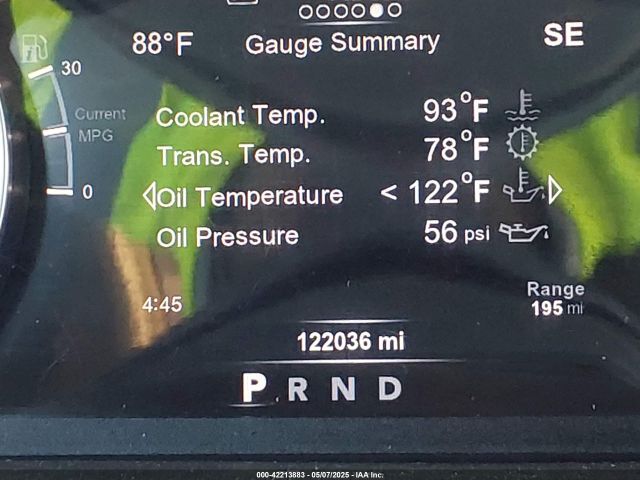 88°F
Gauge Summary
SE
30
Current
MPG
0
Coolant Temp. 93°F
Trans. Temp. 78°F
Oil Temperature < 122°F
Oil Pressure 56 psi
4:45
Range
195 mi
122036 mi
P R N D
000-42213883 - 05/07/2025 - IAA Inc.